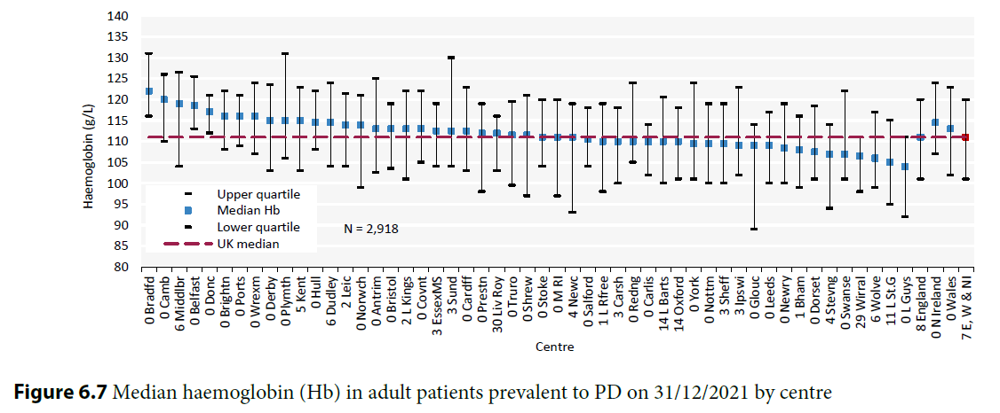 140
135
130
125
120
115
110
105
100
95
90
85
80
Haemoglobin (g/L)
Upper quartile
Median Hb
Lower quartile
UK median
N = 2,918
0 Bradfd
0 Camb
6 Middlbr
0 Belfast
0 Donc
0 Brightn
0 Ports
0 Wrexm
0 Derby
0 Plymth
5 Kent
0 Hull
6 Dudley
2 Leic
0 Norwch
0 Antrim
0 Bristol
2 L Kings
0 Covnt
3 EssexMS
3 Sund
0 Cardff
0 Prestn
30 Liv Roy
0 Truro
0 Shrew
0 Stoke
0 M RI
4 Newc
0 Salford
1 L Rfree
3 Carsh
0 Redng
0 Carlis
14 L Barts
14 Oxford
0 York
0 Nottm
3 Sheff
3 Ipswi
0 Glouc
0 Leeds
0 Newry
1 Bham
0 Dorset
4 Stevng
0 Swanse
29 Wirral
6 Wolve
11 L St.G
0 L Guys
8 England
0 N Ireland
0 Wales
7 E, W & NI
Centre
Figure 6.7 Median haemoglobin (Hb) in adult patients prevalent to PD on 31/12/2021 by centre